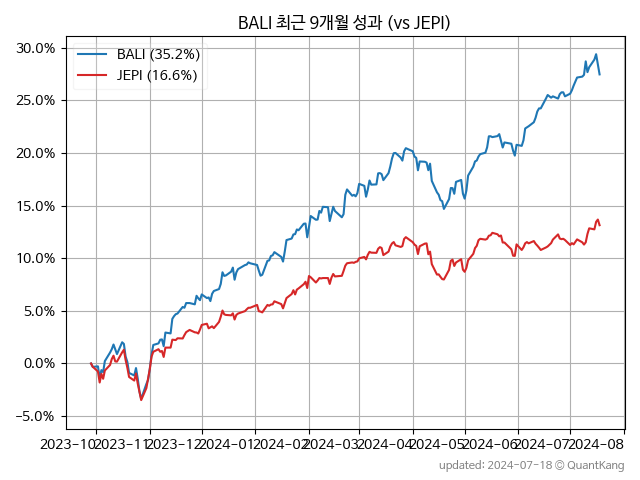 BALI 최근 9개월 성과 (vs JEPI)
30.0%
25.0%
20.0%
15.0%
10.0%
5.0%
0.0%
−5.0%
BALI (35.2%)
JEPI (16.6%)
2023-10 2023-11 2023-12 2024-01 2024-02 2024-03 2024-04 2024-05 2024-06 2024-07 2024-08
updated: 2024-07-18 © QuantKang